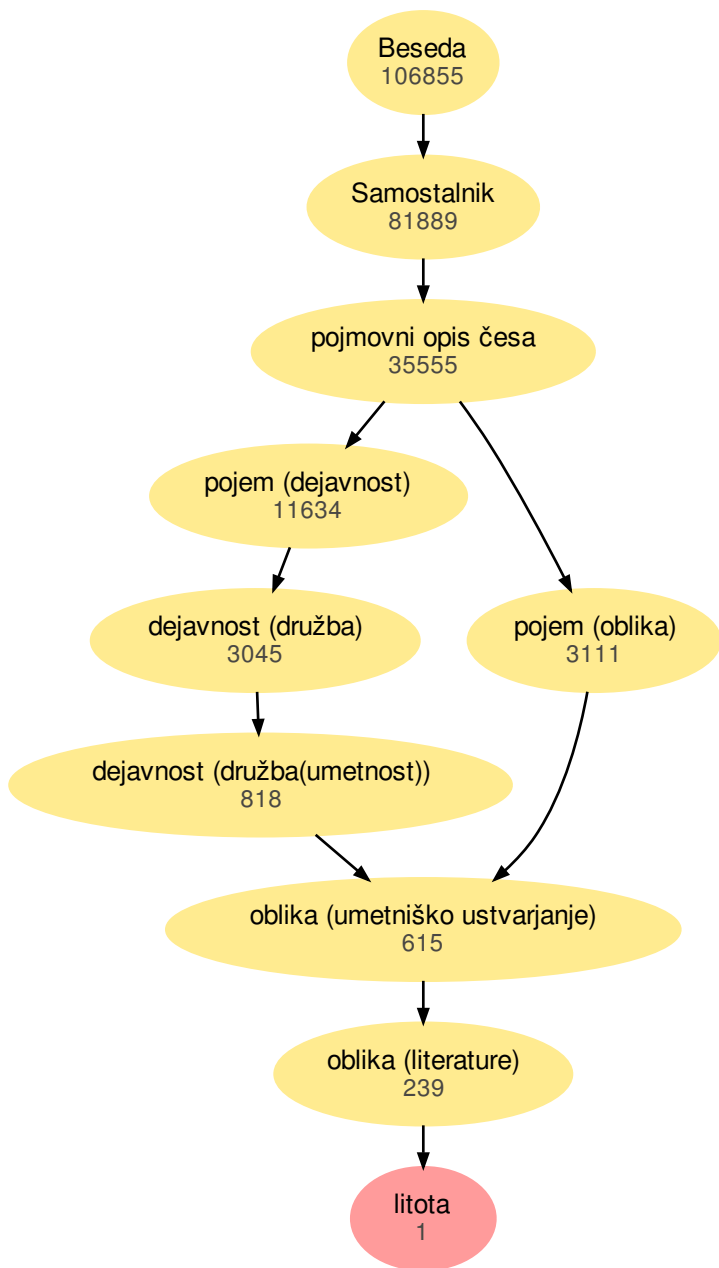 Beseda
106855
Samostalnik
81889
pojmovni opis česa
35555
pojem (dejavnost)
11634
dejavnost (družba)
3045
pojem (oblika)
3111
dejavnost (družba(umetnost))
818
oblika (umetniško ustvarjanje)
615
oblika (literature)
239
litota
1